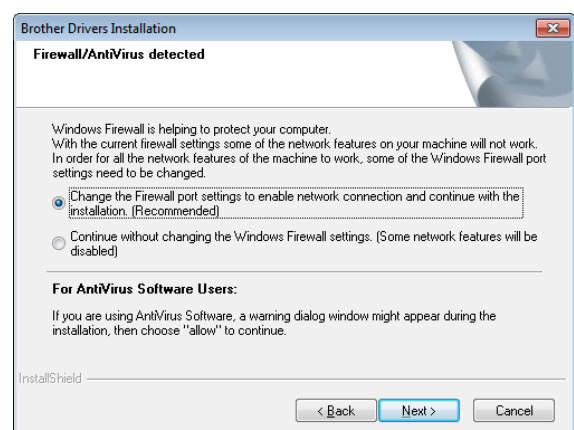 Brother Drivers Installation
Firewall/AntiVirus detected
Windows Firewall is helping to protect your computer.
With the current firewall settings some of the network features on your machine will not work.
In order for all the network features of the machine to work, some of the Windows Firewall port
settings need to be changed.
Change the Firewall port settings to enable network connection and continue with the
installation. (Recommended)
Continue without changing the Windows Firewall settings. (Some network features will be
disabled)
For AntiVirus Software Users:
If you are using AntiVirus Software, a warning dialog window might appear during the
installation, then choose "allow" to continue.
InstallShield
< Back Next > Cancel